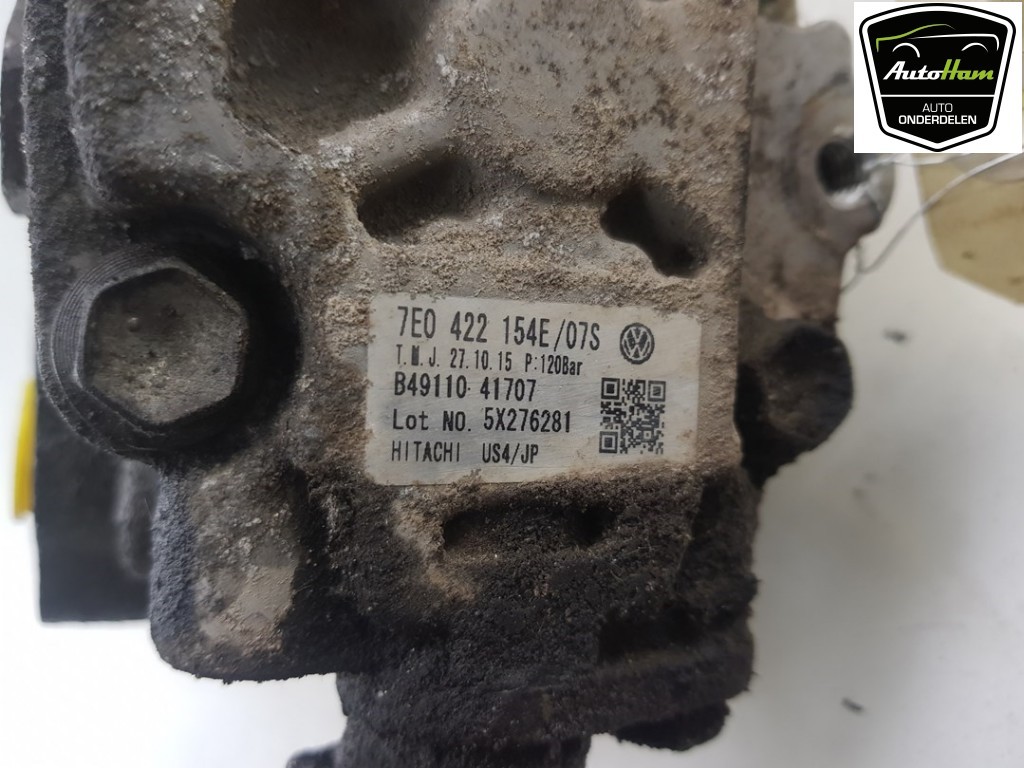 AutoHam
AUTO
ONDERDELEN
7E0 422 154E/07S
T.M.J. 27.10.15 P:120Bar
B49110 41707
Lot NO. 5X276281
HITACHI US4/JP